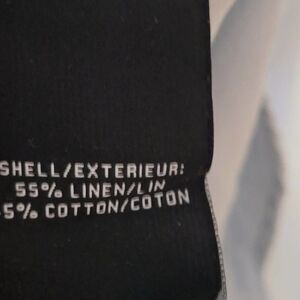 SHELL/EXTERIEUR:
55% LINEN/LIN
5% COTTON/COTON